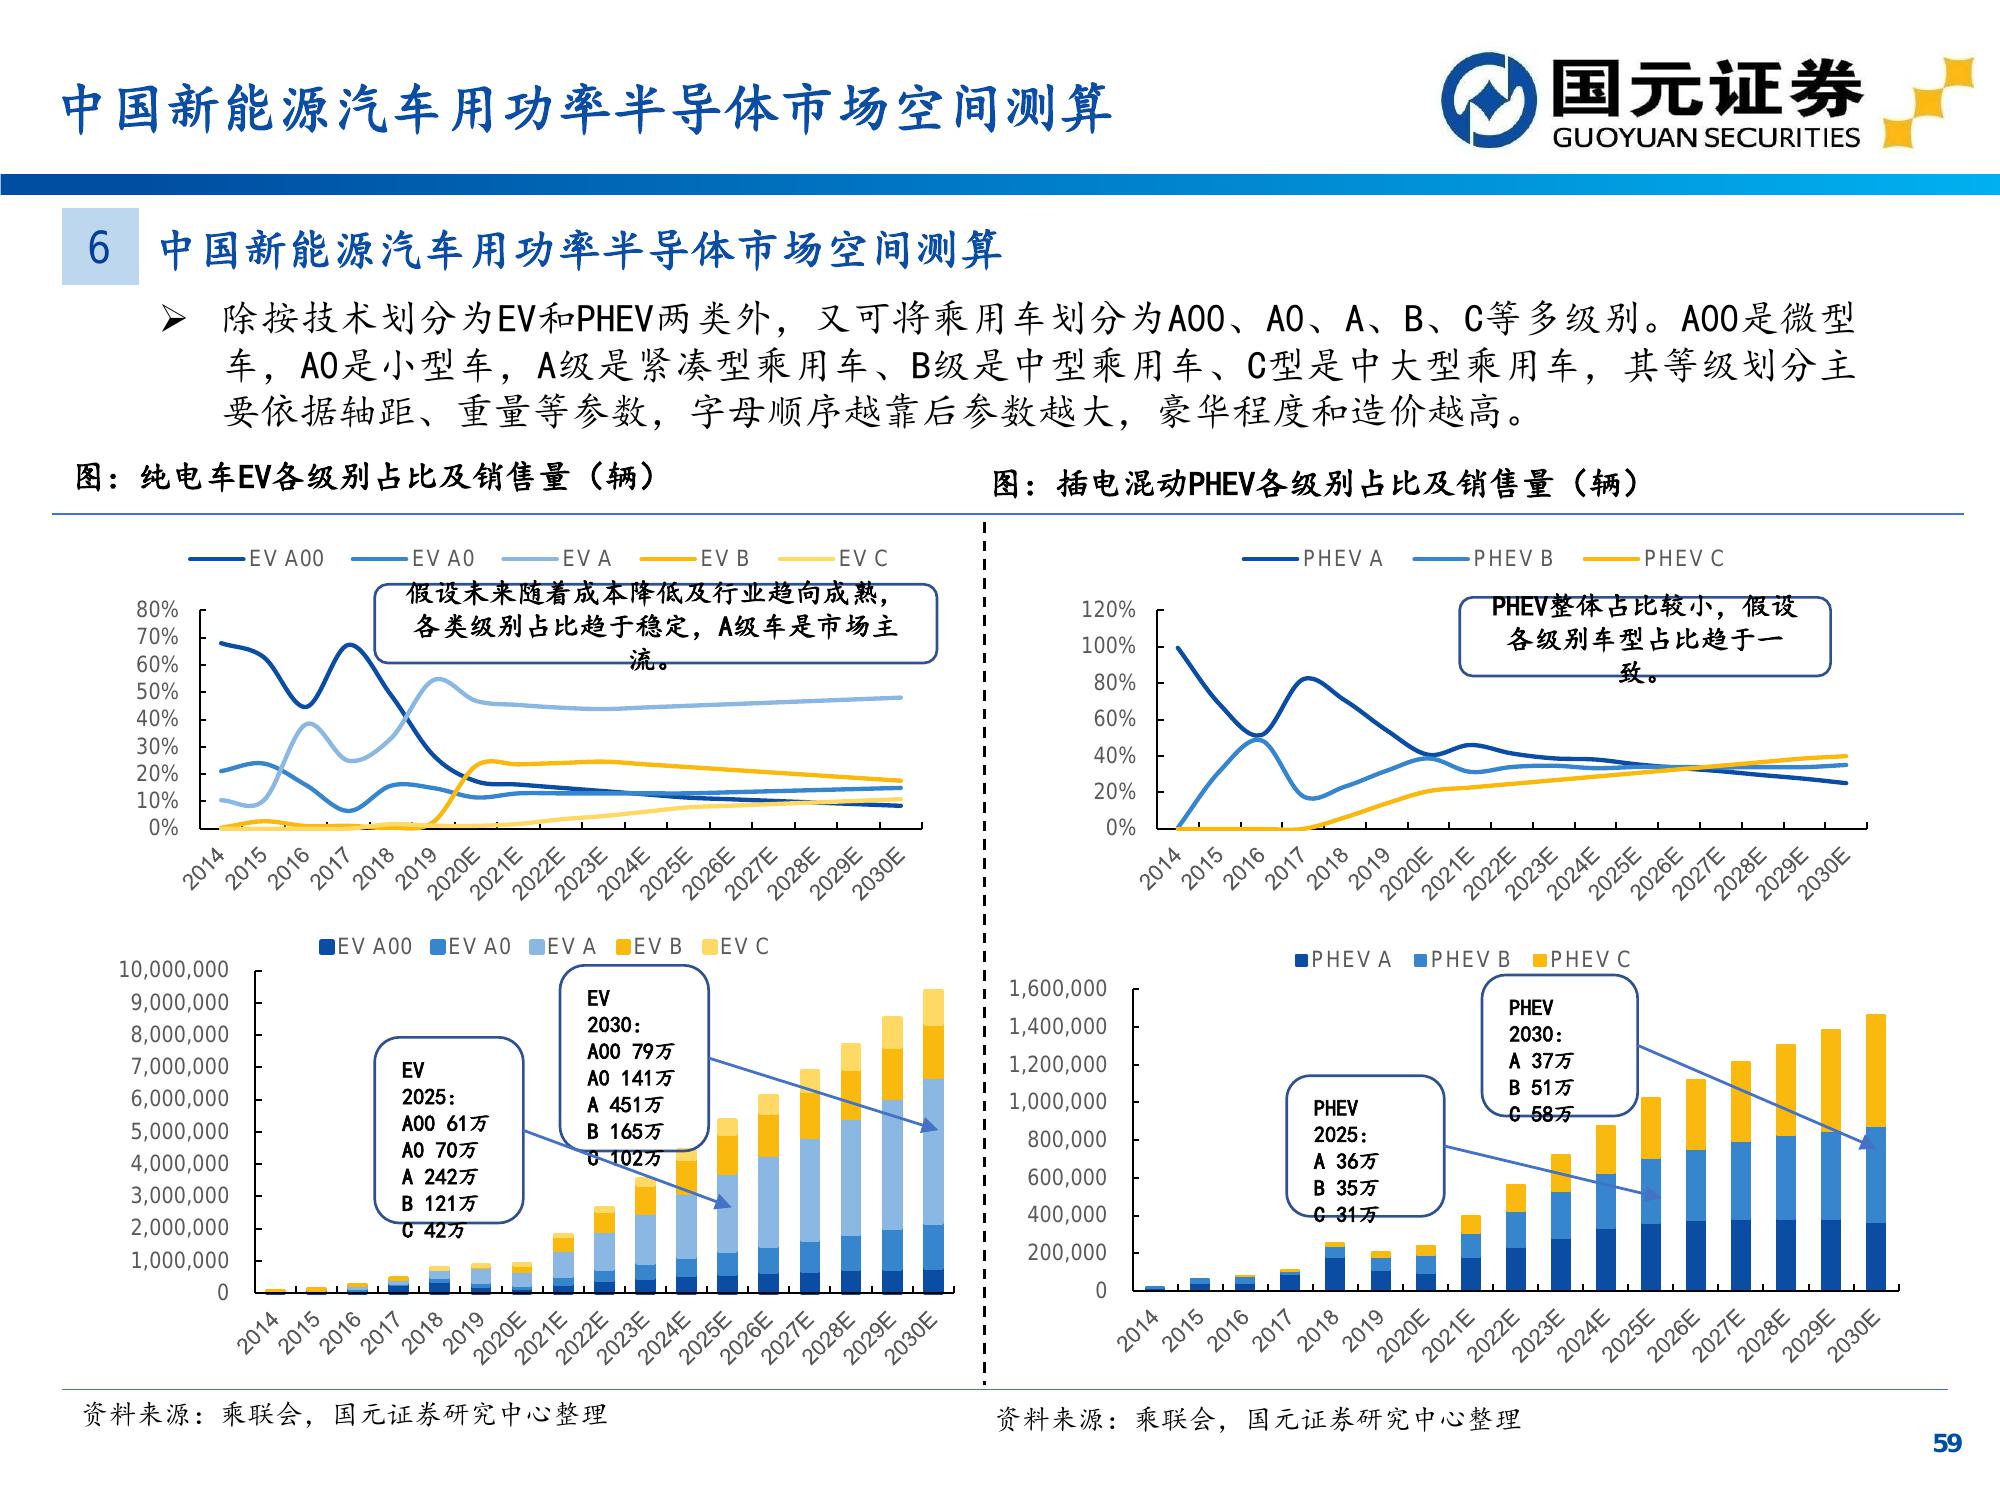 中国新能源汽车用功率半导体市场空间测算
国元证券
GUOYUAN SECURITIES
6
中国新能源汽车用功率半导体市场空间测算
➢ 除按技术划分为EV和PHEV两类外，又可将乘用车划分为A00、A0、A、B、C等多级别。A00是微型
车，A0是小型车，A级是紧凑型乘用车、B级是中型乘用车、C型是中大型乘用车，其等级划分主
要依据轴距、重量等参数，字母顺序越靠后参数越大，豪华程度和造价越高。
图：纯电车EV各级别占比及销售量（辆）
EV A00 EV A0 EV A EV B EV C
假设未来随着成本降低及行业趋向成熟，
各类级别占比趋于稳定，A级车是市场主
流。
80%
70%
60%
50%
40%
30%
20%
10%
0%
2014 2015 2016 2017 2018 2019 2020E 2021E 2022E 2023E 2024E 2025E 2026E 2027E 2028E 2029E 2030E
EV A00 EV A0 EV A EV B EV C
10,000,000
9,000,000
8,000,000
7,000,000
6,000,000
5,000,000
4,000,000
3,000,000
2,000,000
1,000,000
0
EV
2025：
A00 61万
A0 70万
A 242万
B 121万
C 42万
EV
2030：
A00 79万
A0 141万
A 451万
B 165万
C 102万
2014 2015 2016 2017 2018 2019 2020E 2021E 2022E 2023E 2024E 2025E 2026E 2027E 2028E 2029E 2030E
资料来源：乘联会，国元证券研究中心整理
图：插电混动PHEV各级别占比及销售量（辆）
PHEV A PHEV B PHEV C
PHEV整体占比较小，假设
各级别车型占比趋于一
致。
120%
100%
80%
60%
40%
20%
0%
2014 2015 2016 2017 2018 2019 2020E 2021E 2022E 2023E 2024E 2025E 2026E 2027E 2028E 2029E 2030E
PHEV A PHEV B PHEV C
1,600,000
1,400,000
1,200,000
1,000,000
800,000
600,000
400,000
200,000
0
PHEV
2025：
A 36万
B 35万
C 31万
PHEV
2030：
A 37万
B 51万
C 58万
2014 2015 2016 2017 2018 2019 2020E 2021E 2022E 2023E 2024E 2025E 2026E 2027E 2028E 2029E 2030E
资料来源：乘联会，国元证券研究中心整理
59